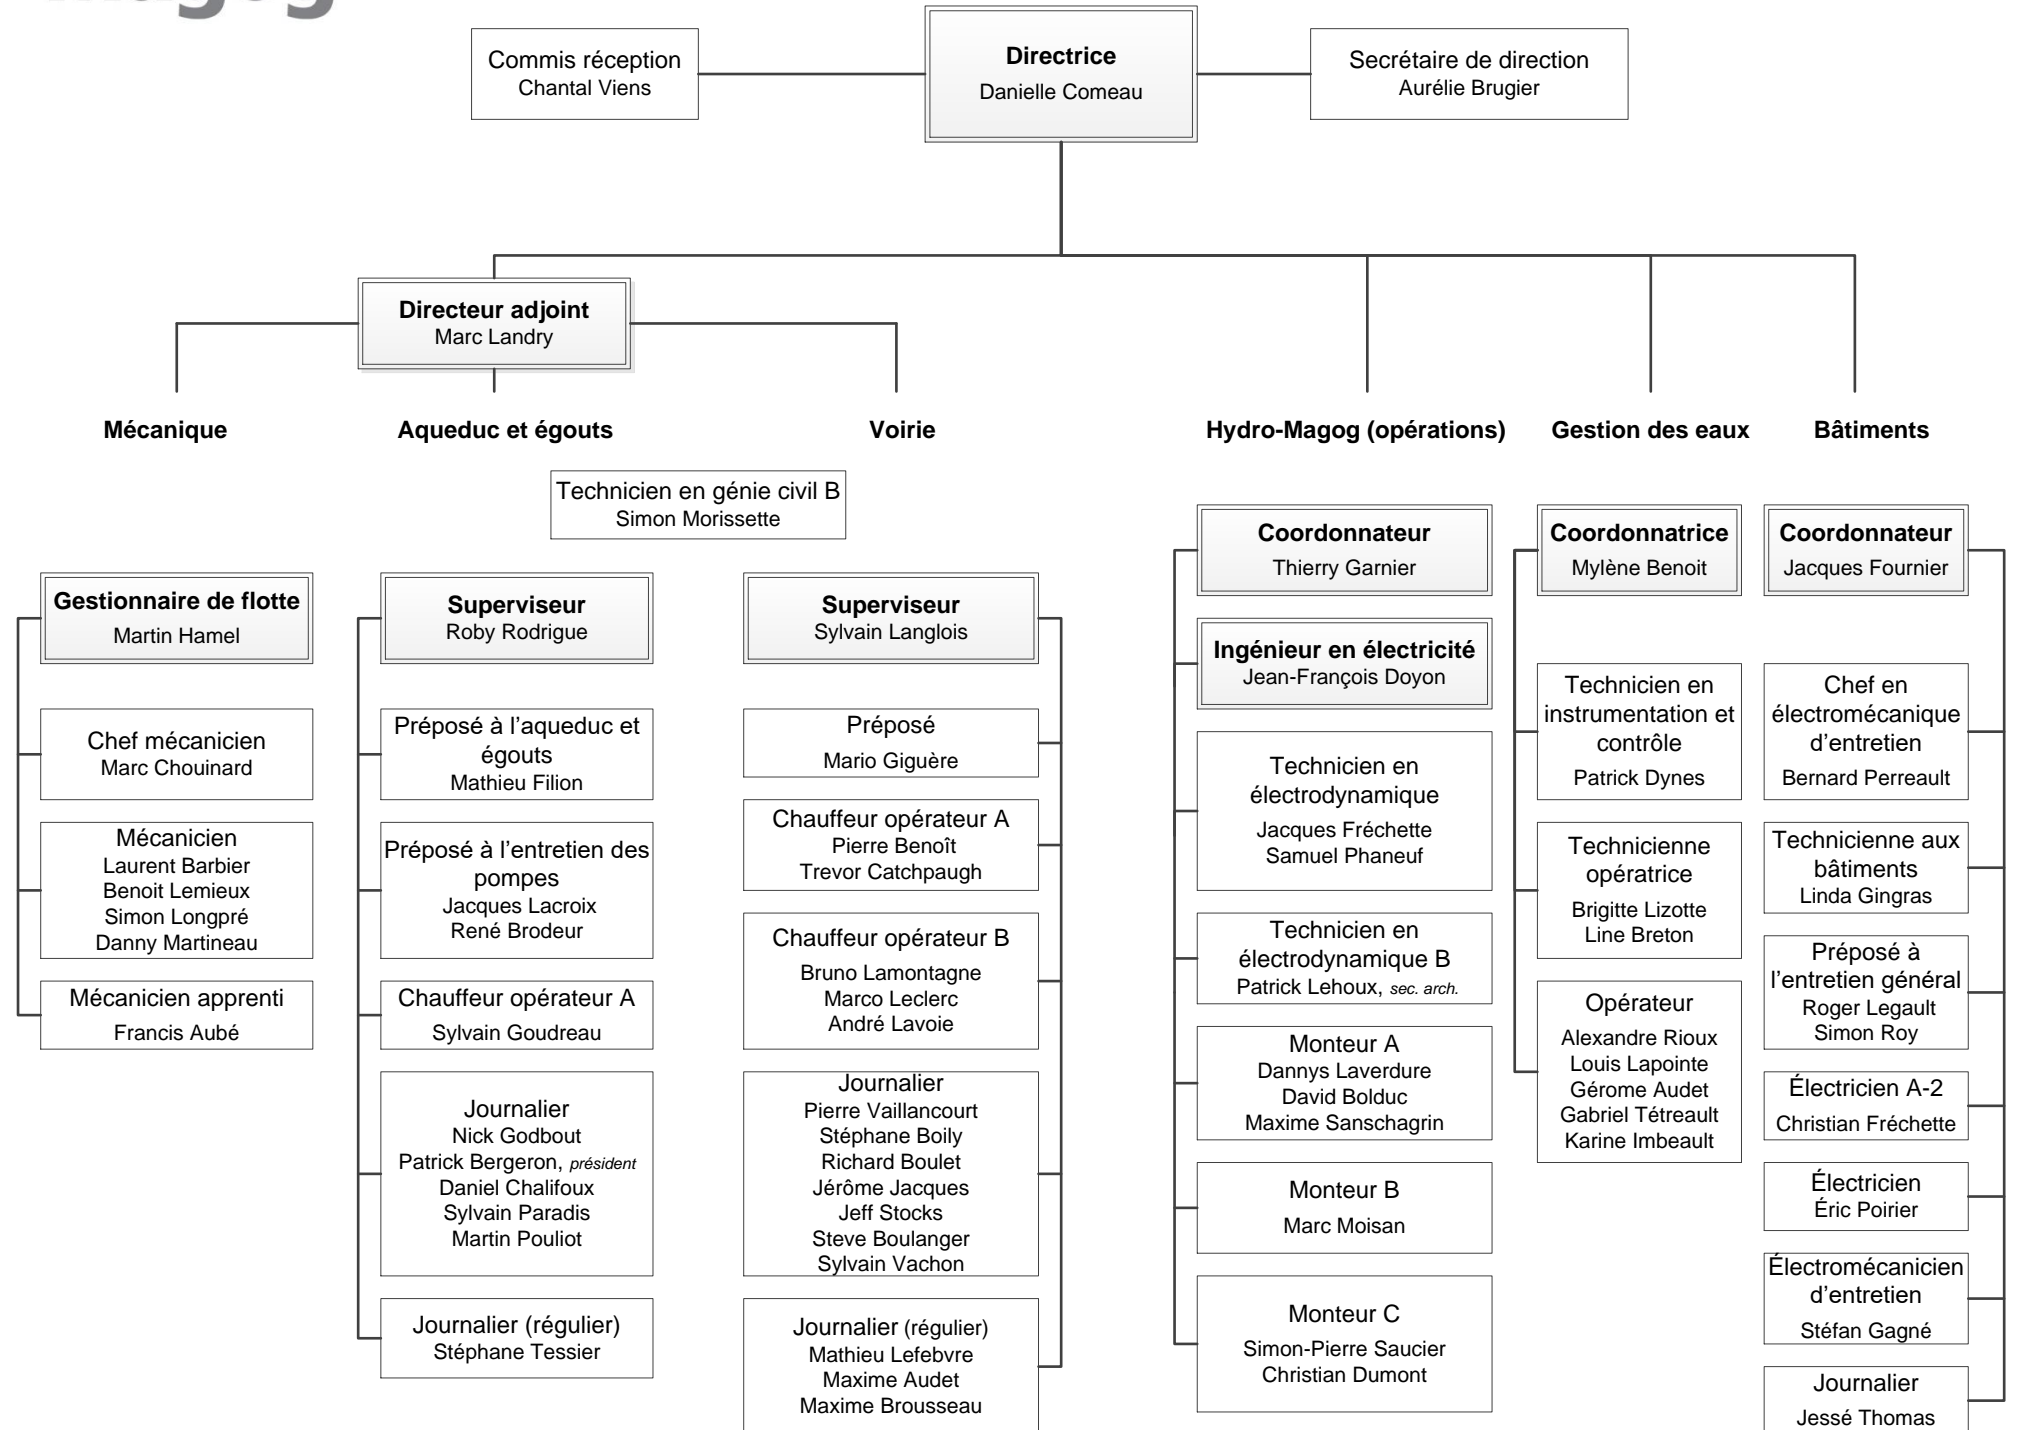 Commis réception
Chantal Viens
Directrice
Danielle Comeau
Secrétaire de direction
Aurélie Brugier
Directeur adjoint
Marc Landry
Mécanique
Aqueduc et égouts
Voirie
Hydro-Magog (opérations)
Gestion des eaux
Bâtiments
Technicien en génie civil B
Simon Morissette
Gestionnaire de flotte
Martin Hamel
Chef mécanicien
Marc Chouinard
Mécanicien
Laurent Barbier
Benoit Lemieux
Simon Longpré
Danny Martineau
Mécanicien apprenti
Francis Aubé
Superviseur
Roby Rodrigue
Préposé à l’aqueduc et
égouts
Mathieu Filion
Préposé à l’entretien des
pompes
Jacques Lacroix
René Brodeur
Chauffeur opérateur A
Sylvain Goudreau
Journalier
Nick Godbout
Patrick Bergeron, président
Daniel Chalifoux
Sylvain Paradis
Martin Pouliot
Journalier (régulier)
Stéphane Tessier
Superviseur
Sylvain Langlois
Préposé
Mario Giguère
Chauffeur opérateur A
Pierre Benoît
Trevor Catchpaugh
Chauffeur opérateur B
Bruno Lamontagne
Marco Leclerc
André Lavoie
Journalier
Pierre Vaillancourt
Stéphane Boily
Richard Boulet
Jérôme Jacques
Jeff Stocks
Steve Boulanger
Sylvain Vachon
Journalier (régulier)
Mathieu Lefebvre
Maxime Audet
Maxime Brousseau
Coordonnateur
Thierry Garnier
Ingénieur en électricité
Jean-François Doyon
Technicien en
électrodynamique
Jacques Fréchette
Samuel Phaneuf
Technicien en
électrodynamique B
Patrick Lehoux, sec. arch.
Monteur A
Dannys Laverdure
David Bolduc
Maxime Sanschagrin
Monteur B
Marc Moisan
Monteur C
Simon-Pierre Saucier
Christian Dumont
Coordonnatrice
Mylène Benoit
Technicien en
instrumentation et
contrôle
Patrick Dynes
Technicienne
opératrice
Brigitte Lizotte
Line Breton
Opérateur
Alexandre Rioux
Louis Lapointe
Gérome Audet
Gabriel Tétreault
Karine Imbeault
Coordonnateur
Jacques Fournier
Chef en
électromécanique
d’entretien
Bernard Perreault
Technicienne aux
bâtiments
Linda Gingras
Préposé à
l’entretien général
Roger Legault
Simon Roy
Électricien A-2
Christian Fréchette
Électricien
Éric Poirier
Électromécanicien
d’entretien
Stéfan Gagné
Journalier
Jessé Thomas